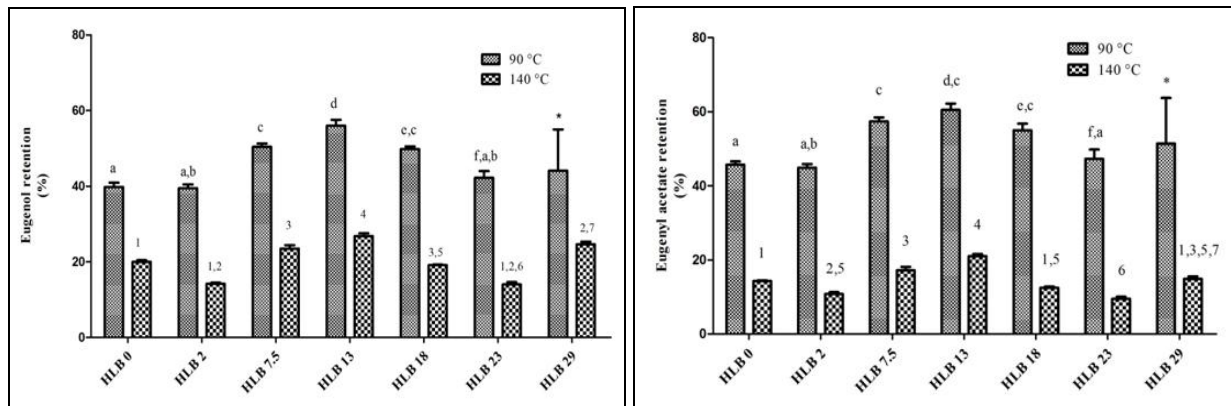 Eugenol retention
(%)
80
60
40
20
0
90 °C
140 °C
a
1
a,b
1,2
c
3
d
4
e,c
3,5
f,a,b
1,2,6
*
2,7
HLB 0
HLB 2
HLB 7.5
HLB 13
HLB 18
HLB 23
HLB 29
Eugenyl acetate retention
(%)
80
60
40
20
0
90 °C
140 °C
a
1
a,b
2,5
c
3
d,c
4
e,c
1,5
f,a
6
*
1,3,5,7
HLB 0
HLB 2
HLB 7.5
HLB 13
HLB 18
HLB 23
HLB 29